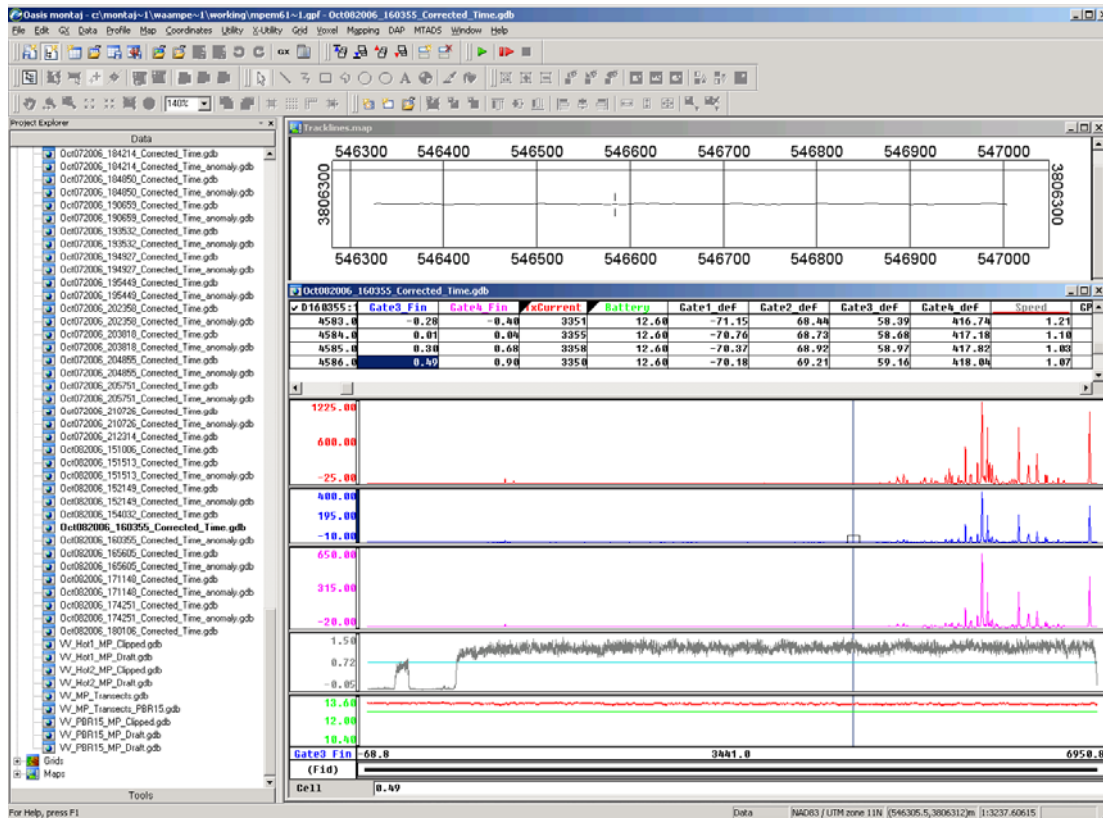 Oasis montaj - c:\montaj~1\waampe~1\working\mpem61~1.gpf - Oct082006_160355_Corrected_Time.gdb
File Edit GX Data Profile Map Coordinates Utility X-Utility Grid Voxel Mapping DAP MTADS Window Help
GX
140%
Project Explorer
Data
Oct072006_184214_Corrected_Time.gdb
Oct072006_184214_Corrected_Time_anomaly.gdb
Oct072006_184850_Corrected_Time.gdb
Oct072006_184850_Corrected_Time_anomaly.gdb
Oct072006_190659_Corrected_Time.gdb
Oct072006_190659_Corrected_Time_anomaly.gdb
Oct072006_193532_Corrected_Time.gdb
Oct072006_193532_Corrected_Time_anomaly.gdb
Oct072006_194927_Corrected_Time.gdb
Oct072006_194927_Corrected_Time_anomaly.gdb
Oct072006_195449_Corrected_Time.gdb
Oct072006_195449_Corrected_Time_anomaly.gdb
Oct072006_202358_Corrected_Time.gdb
Oct072006_202358_Corrected_Time_anomaly.gdb
Oct072006_203818_Corrected_Time.gdb
Oct072006_203818_Corrected_Time_anomaly.gdb
Oct072006_204855_Corrected_Time.gdb
Oct072006_204855_Corrected_Time_anomaly.gdb
Oct072006_205751_Corrected_Time.gdb
Oct072006_205751_Corrected_Time_anomaly.gdb
Oct072006_210726_Corrected_Time.gdb
Oct072006_210726_Corrected_Time_anomaly.gdb
Oct072006_212314_Corrected_Time.gdb
Oct082006_151006_Corrected_Time.gdb
Oct082006_151513_Corrected_Time.gdb
Oct082006_151513_Corrected_Time_anomaly.gdb
Oct082006_152149_Corrected_Time.gdb
Oct082006_152149_Corrected_Time_anomaly.gdb
Oct082006_154032_Corrected_Time.gdb
Oct082006_160355_Corrected_Time.gdb
Oct082006_160355_Corrected_Time_anomaly.gdb
Oct082006_165605_Corrected_Time.gdb
Oct082006_165605_Corrected_Time_anomaly.gdb
Oct082006_171148_Corrected_Time.gdb
Oct082006_171148_Corrected_Time_anomaly.gdb
Oct082006_174251_Corrected_Time.gdb
Oct082006_174251_Corrected_Time_anomaly.gdb
Oct082006_180106_Corrected_Time.gdb
VV_Hot1_MP_Clipped.gdb
VV_Hot1_MP_Draft.gdb
VV_Hot2_MP_Clipped.gdb
VV_Hot2_MP_Draft.gdb
VV_MP_Transects.gdb
VV_MP_Transects_PBR15.gdb
VV_PBR15_MP_Clipped.gdb
VV_PBR15_MP_Draft.gdb
VV_PBR15_MP_Draft.gdb
Grids
Maps
Tools
Tracklines.map
546300 546400 546500 546600 546700 546800 546900 547000
3806300 3806300
546300 546400 546500 546600 546700 546800 546900 547000
Oct082006_160355_Corrected_Time.gdb
D160355:1 Gate3_Fin Gate4_Fin TxCurrent Battery Gate1_def Gate2_def Gate3_def Gate4_def Speed
4583.0 -0.28 -0.40 3351 12.60 -71.15 68.44 58.39 416.74 1.21
4584.0 0.01 0.04 3355 12.60 -70.76 68.73 58.68 417.18 1.10
4585.0 0.30 0.68 3358 12.60 -70.37 68.92 58.97 417.82 1.03
4586.0 0.49 0.90 3350 12.60 -70.18 69.21 59.16 418.04 1.07
1225.00
600.00
-25.00
400.00
195.00
-10.00
650.00
315.00
-20.00
1.50
0.72
-0.05
13.60
12.00
10.40
Gate3 Fin -68.8 3441.0 6950.8
(Fid)
Cell 0.49
For Help, press F1 Data NAD83 / UTM zone 11N (546305.5,3806312)m 1:3237.60615